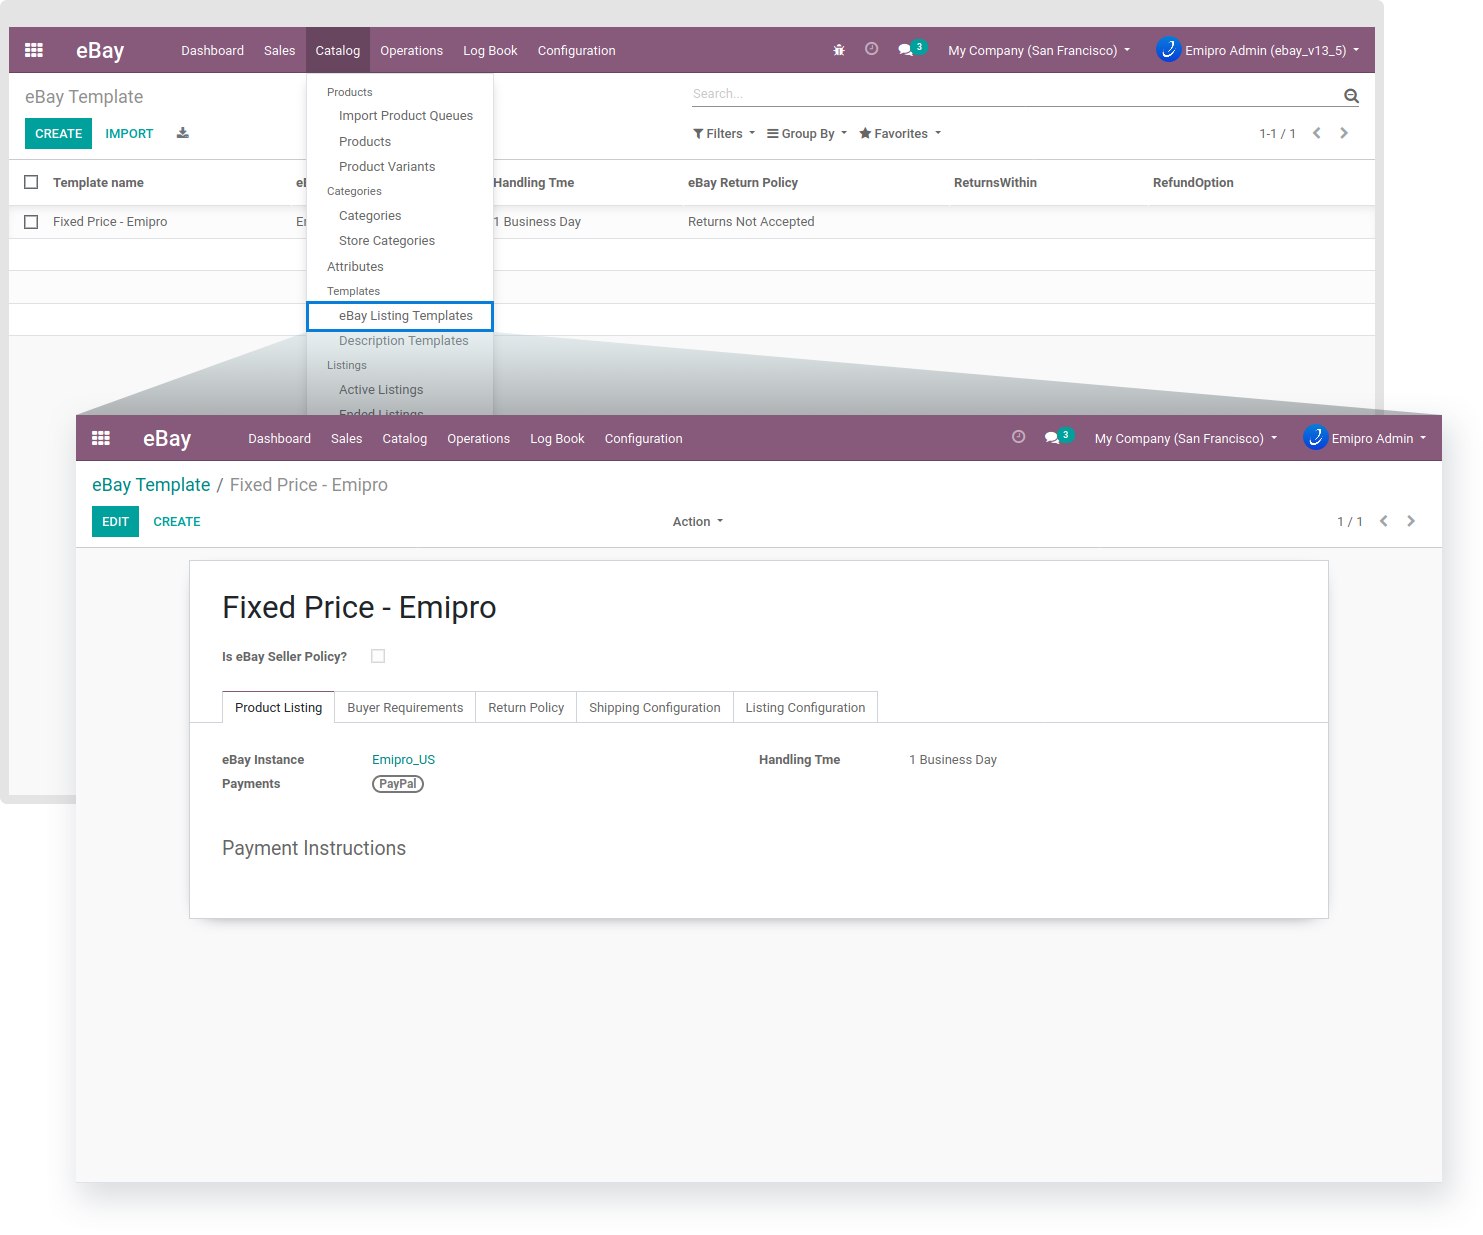 eBay Dashboard Sales Catalog Operations Log Book Configuration 3 My Company (San Francisco) Emipro Admin (ebay_v13_5)
eBay Template Products Search...
Import Product Queues
CREATE IMPORT Products Filters Group By Favorites 1-1 / 1
Product Variants
Template name Handling Tme eBay Return Policy ReturnsWithin RefundOption
Categories
Categories
Fixed Price - Emipro 1 Business Day Returns Not Accepted
Store Categories
Attributes
Templates
eBay Listing Templates
Description Templates
Listings
Active Listings
Ended Listings
eBay Dashboard Sales Catalog Operations Log Book Configuration 3 My Company (San Francisco) Emipro Admin
eBay Template / Fixed Price - Emipro
EDIT CREATE Action 1 / 1
Fixed Price - Emipro
Is eBay Seller Policy?
Product Listing Buyer Requirements Return Policy Shipping Configuration Listing Configuration
eBay Instance Emipro_US Handling Tme 1 Business Day
Payments PayPal
Payment Instructions